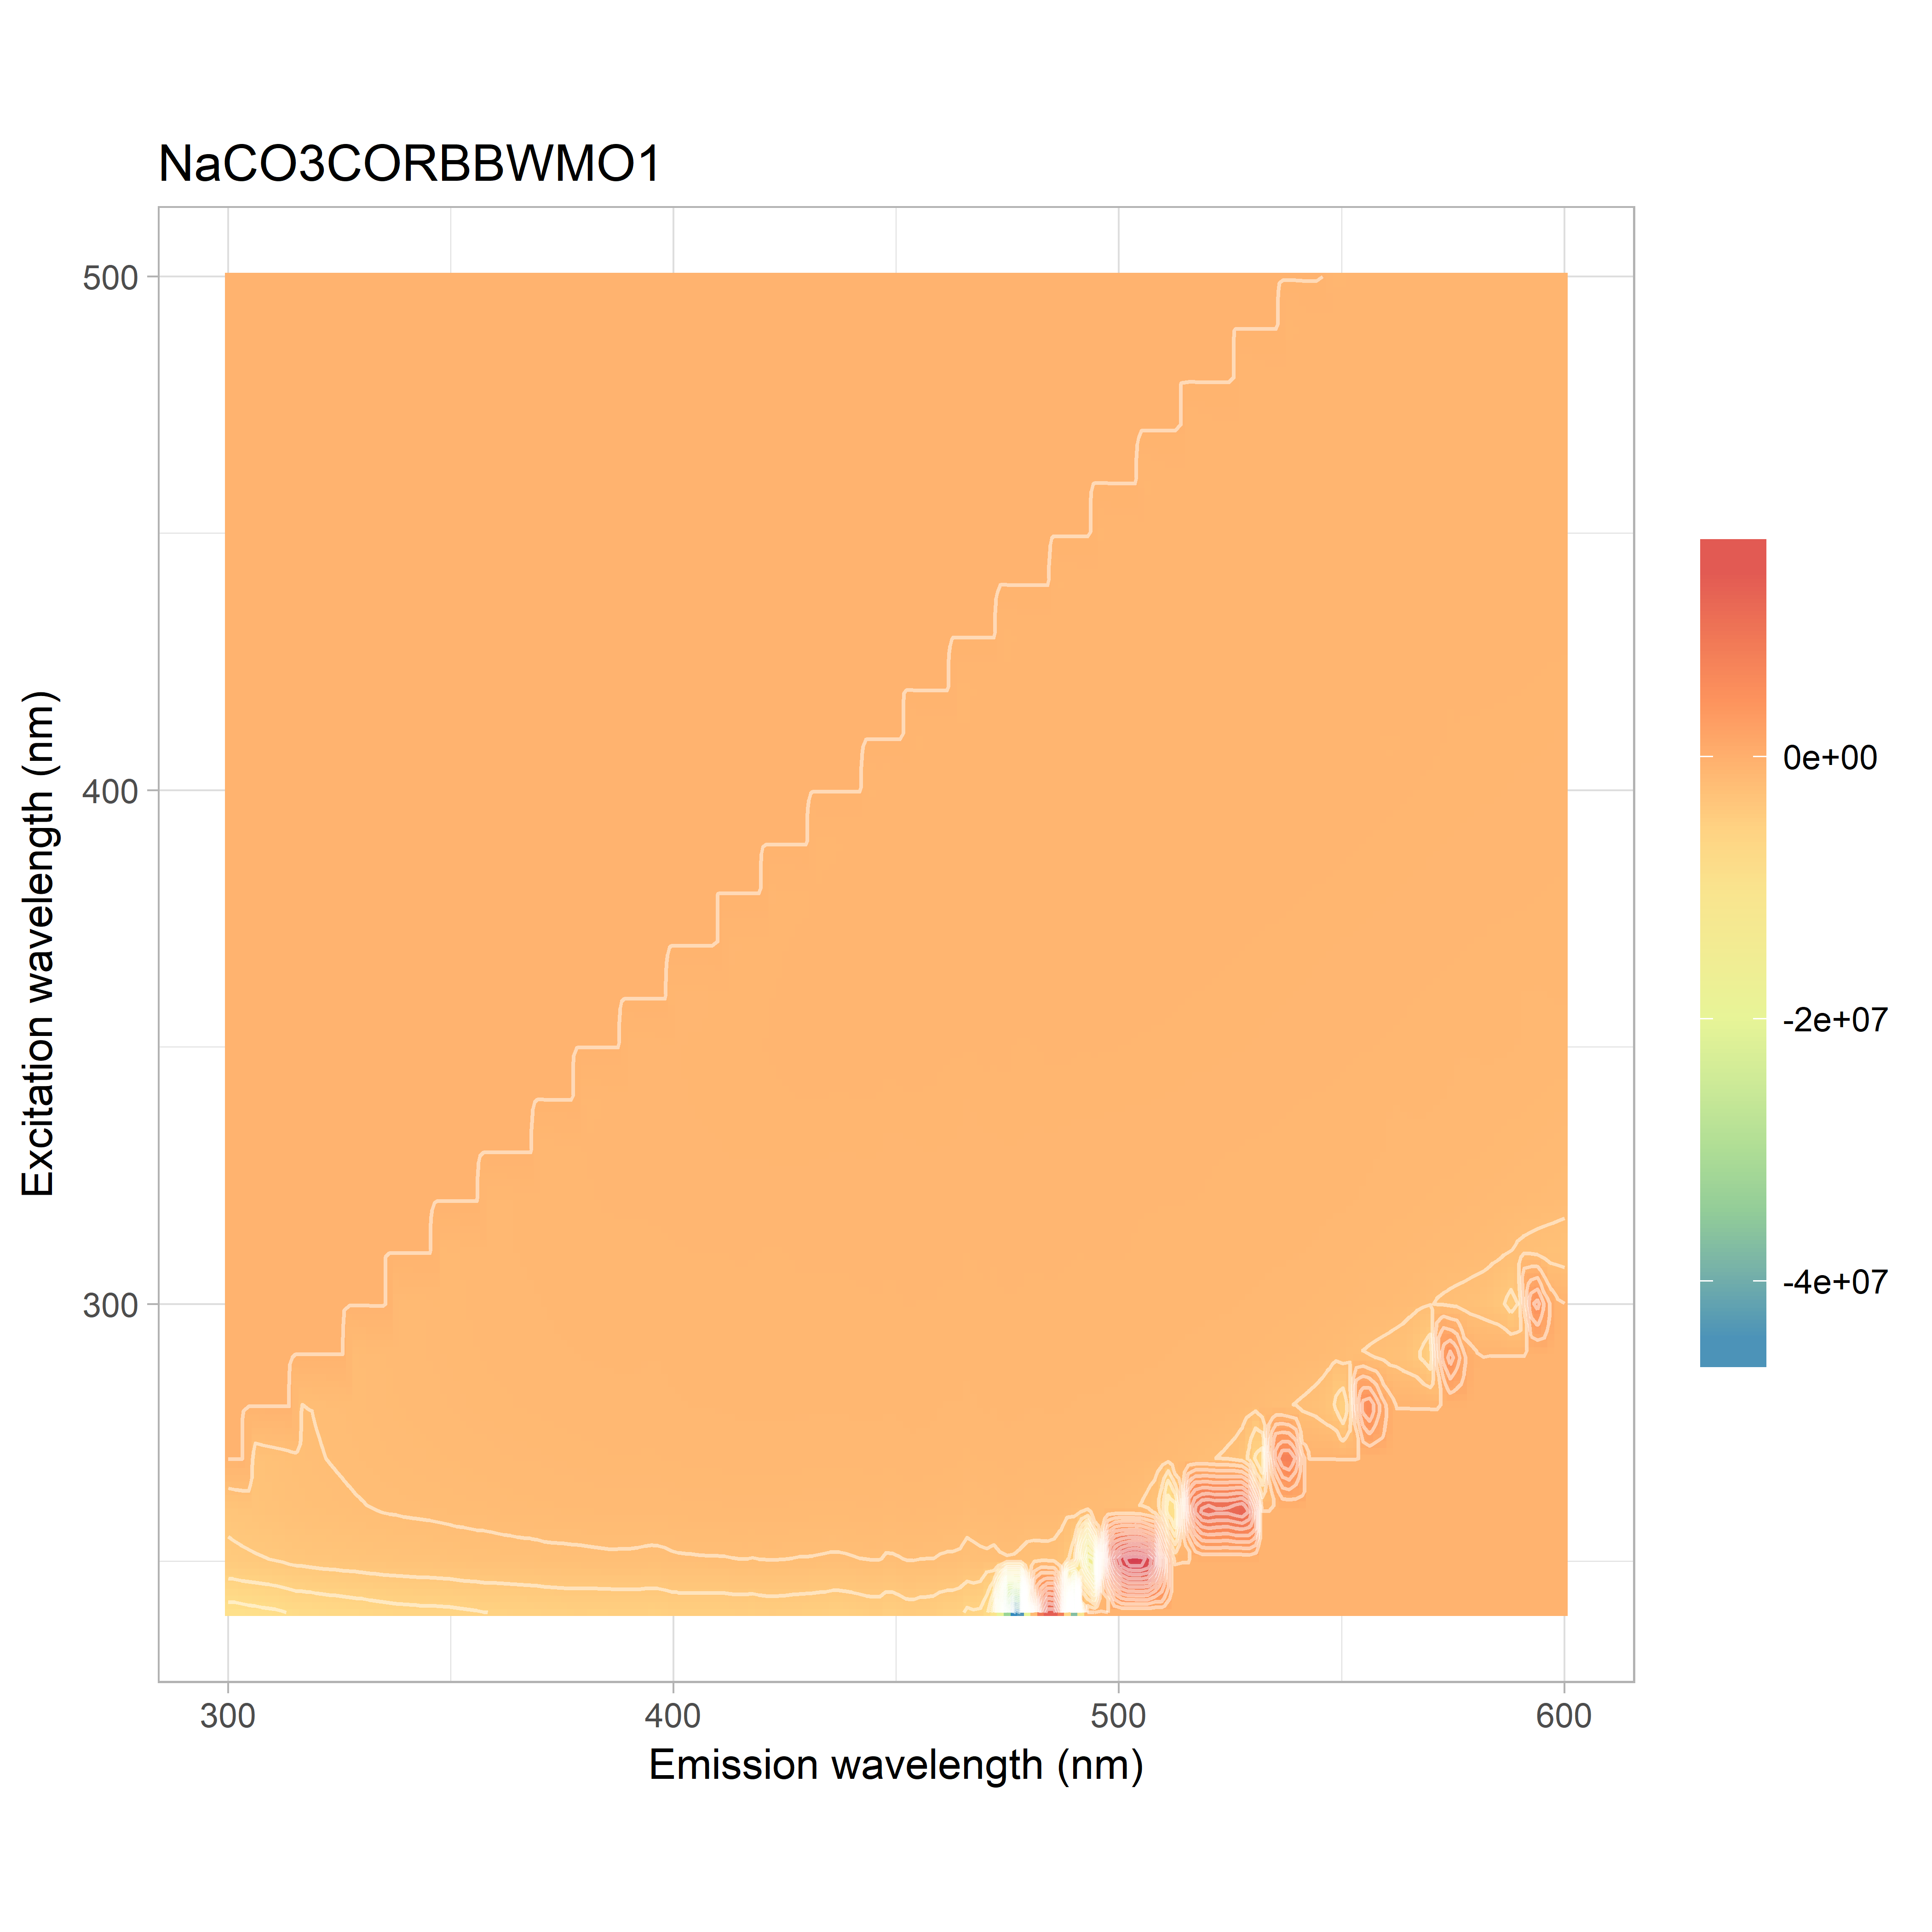 NaCO3CORBBWMO1
500
400
300
Excitation wavelength (nm)
300
400
500
600
Emission wavelength (nm)
0e+00
-2e+07
-4e+07